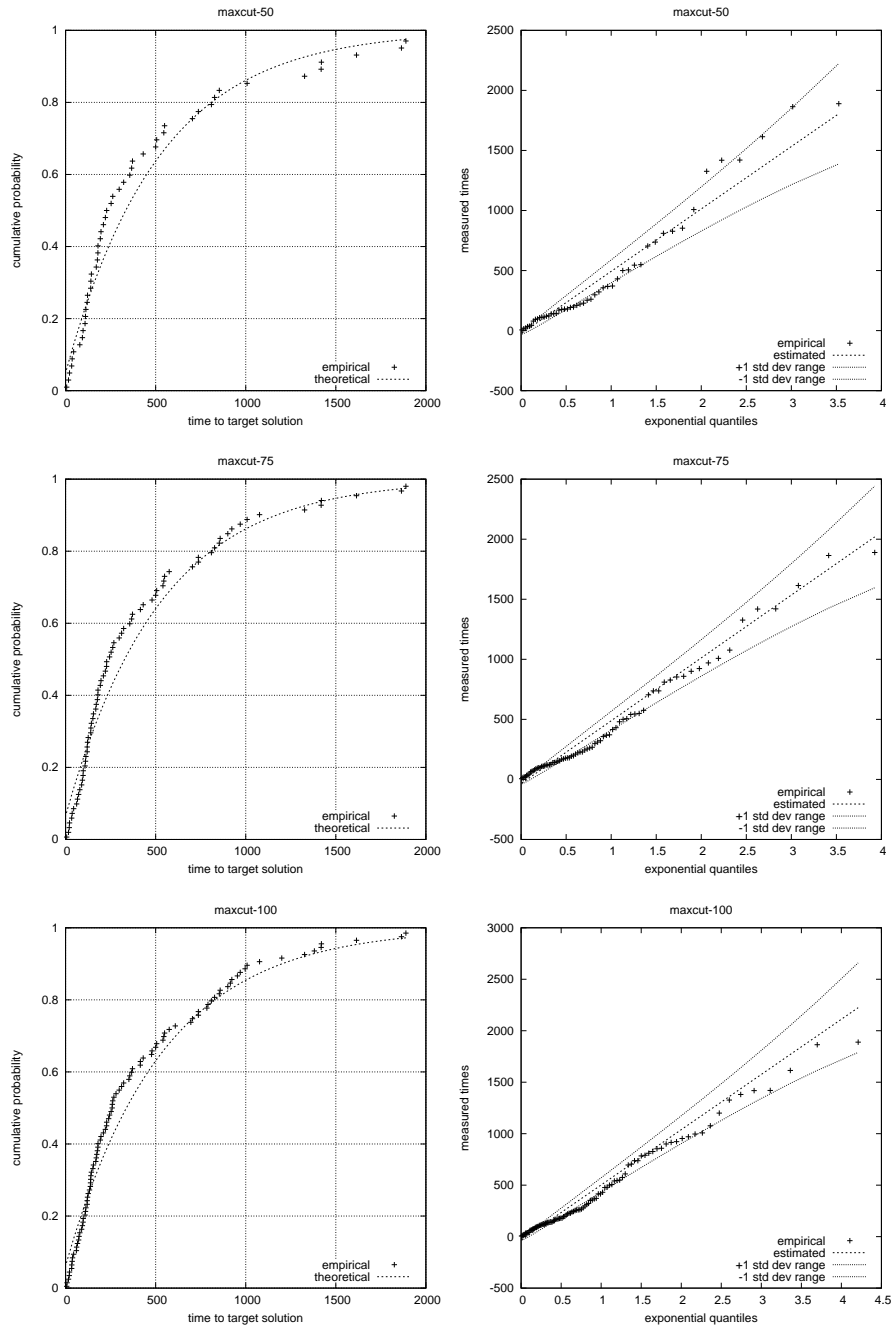 maxcut-50
1
0.8
0.6
0.4
0.2
0
0
500
1000
1500
2000
cumulative probability
time to target solution
empirical
theoretical
maxcut-50
2500
2000
1500
1000
500
0
-500
0
0.5
1
1.5
2
2.5
3
3.5
4
measured times
exponential quantiles
empirical
estimated
+1 std dev range
-1 std dev range
maxcut-75
1
0.8
0.6
0.4
0.2
0
0
500
1000
1500
2000
cumulative probability
time to target solution
empirical
theoretical
maxcut-75
2500
2000
1500
1000
500
0
-500
0
0.5
1
1.5
2
2.5
3
3.5
4
measured times
exponential quantiles
empirical
estimated
+1 std dev range
-1 std dev range
maxcut-100
1
0.8
0.6
0.4
0.2
0
0
500
1000
1500
2000
cumulative probability
time to target solution
empirical
theoretical
maxcut-100
3000
2500
2000
1500
1000
500
0
-500
0
0.5
1
1.5
2
2.5
3
3.5
4
4.5
measured times
exponential quantiles
empirical
estimated
+1 std dev range
-1 std dev range